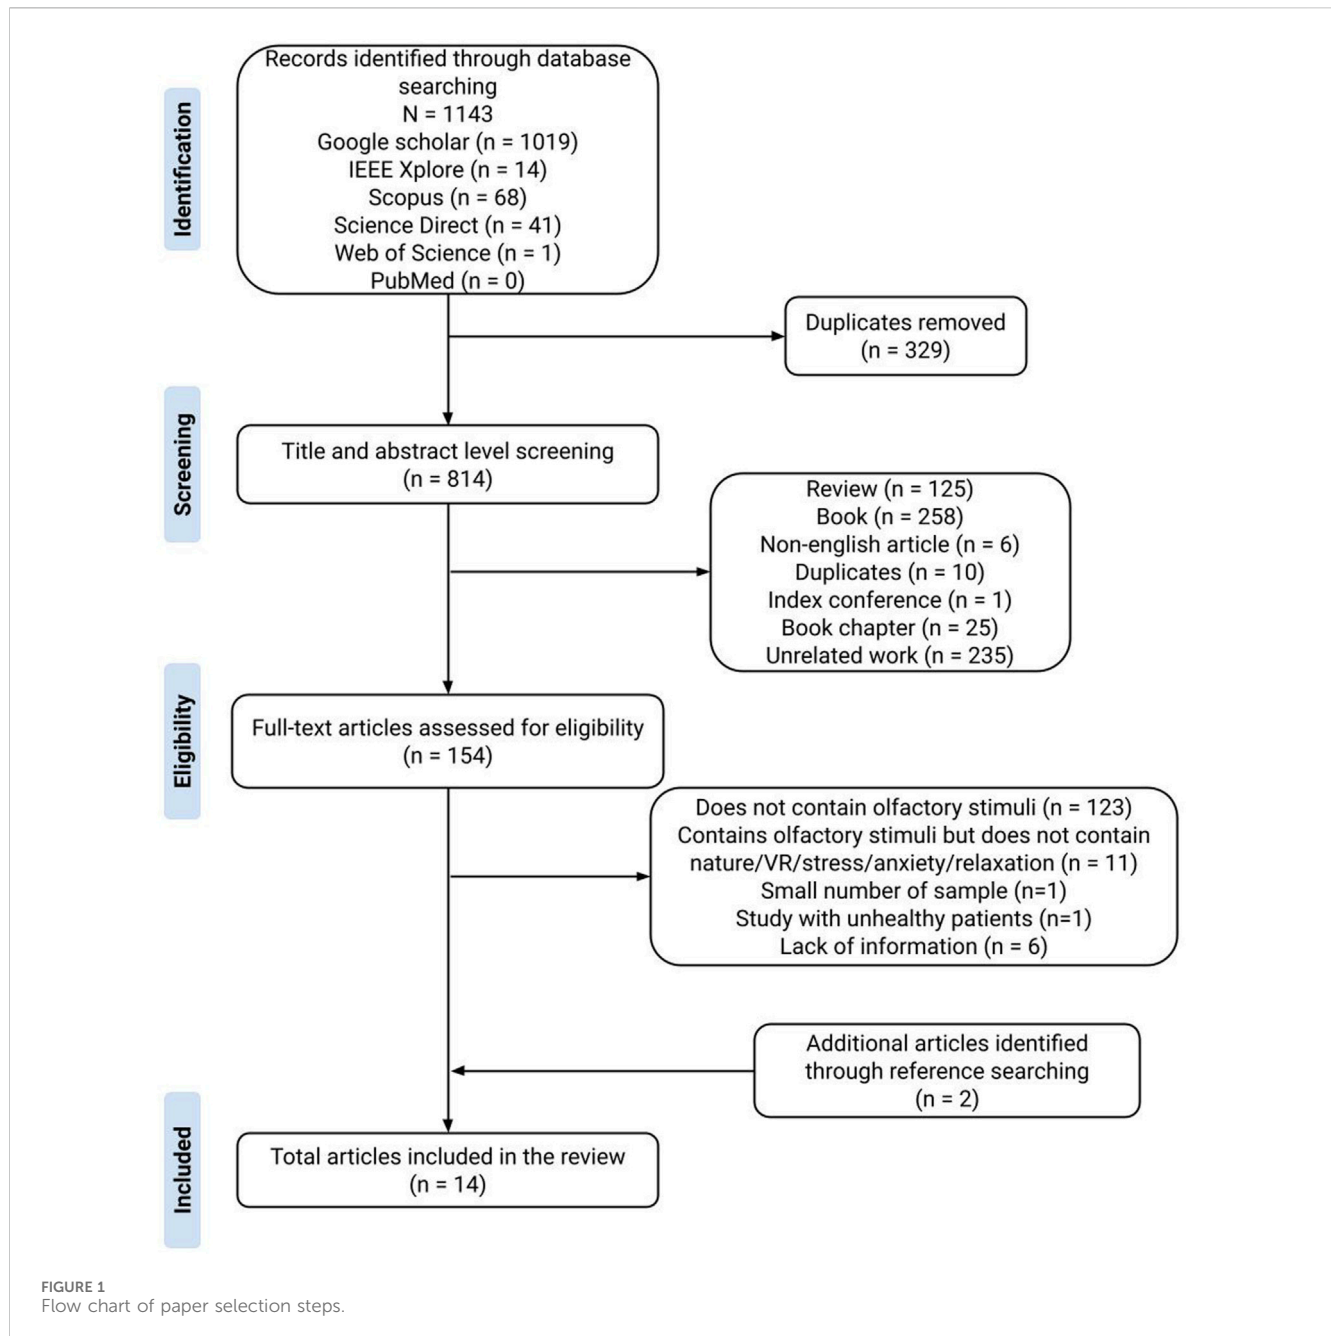 Identification
Records identified through database
searching
N = 1143
Google scholar (n = 1019)
IEEE Xplore (n = 14)
Scopus (n = 68)
Science Direct (n = 41)
Web of Science (n = 1)
PubMed (n = 0)
Duplicates removed
(n = 329)
Screening
Title and abstract level screening
(n = 814)
Review (n = 125)
Book (n = 258)
Non-english article (n = 6)
Duplicates (n = 10)
Index conference (n = 1)
Book chapter (n = 25)
Unrelated work (n = 235)
Eligibility
Full-text articles assessed for eligibility
(n = 154)
Does not contain olfactory stimuli (n = 123)
Contains olfactory stimuli but does not contain
nature/VR/stress/anxiety/relaxation (n = 11)
Small number of sample (n=1)
Study with unhealthy patients (n=1)
Lack of information (n = 6)
Additional articles identified
through reference searching
(n = 2)
Included
Total articles included in the review
(n = 14)
FIGURE 1
Flow chart of paper selection steps.